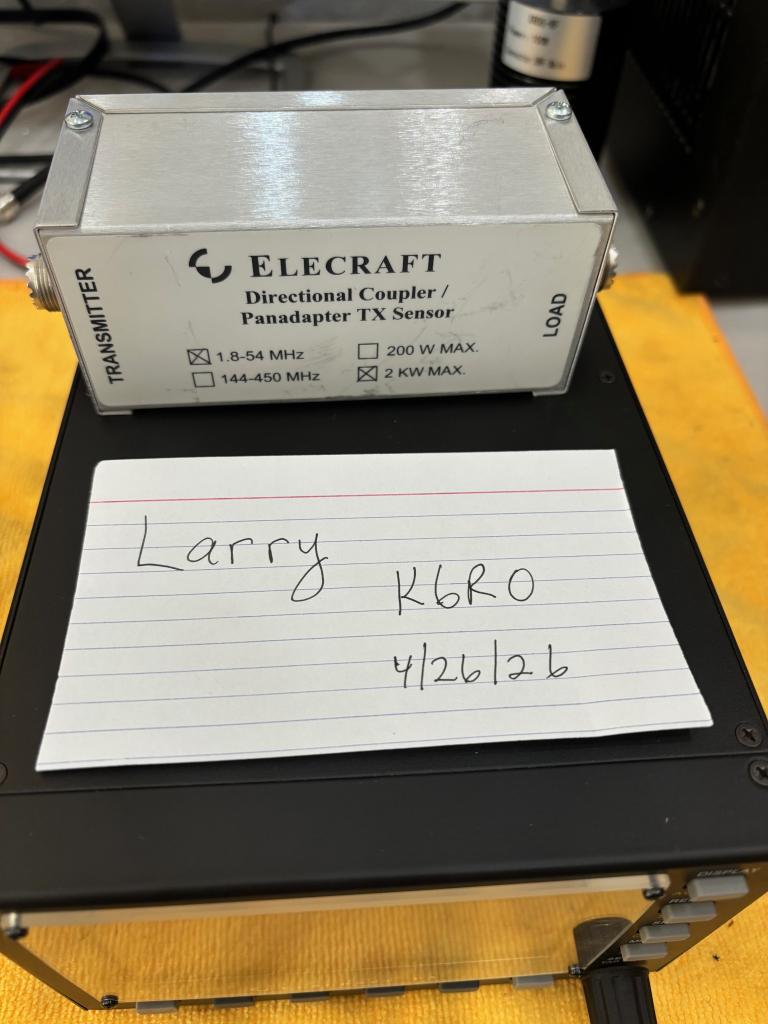 ELECRAFT
Directional Coupler /
Panadapter TX Sensor
TRANSMITTER
LOAD
☒ 1.8-54 MHz ☐ 200 W MAX.
☐ 144-450 MHz ☒ 2 KW MAX.
Larry
K6RO
4/26/26
DISPLAY